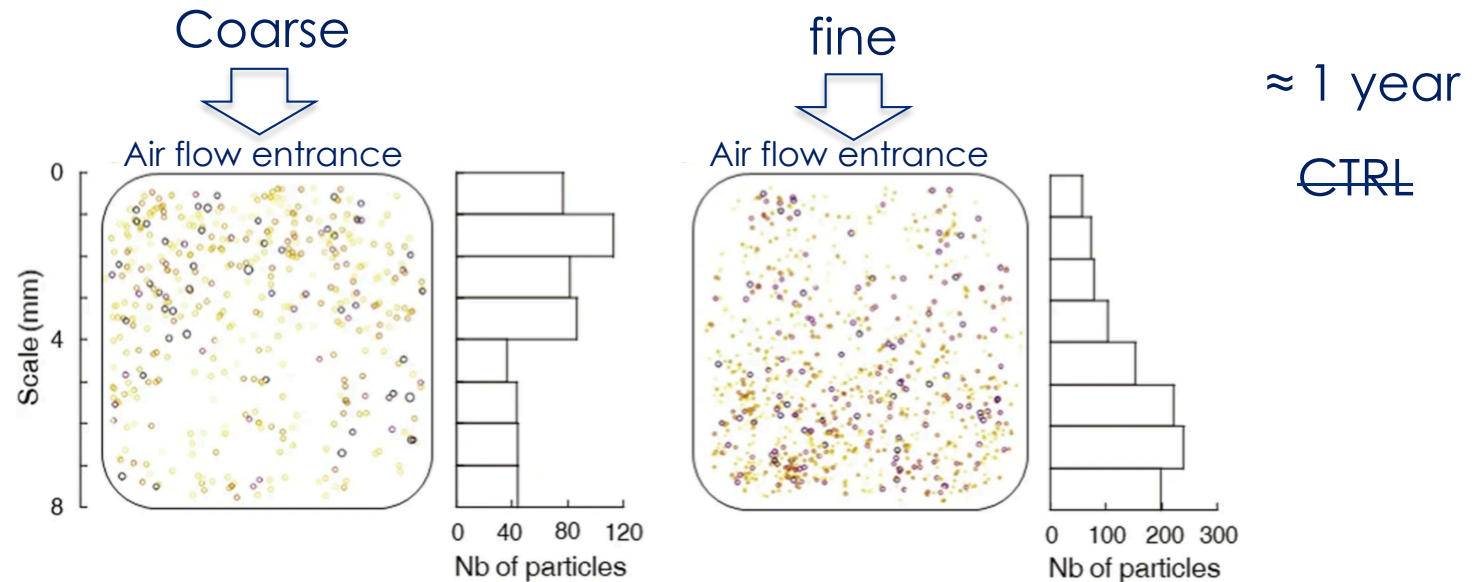 Coarse
fine
≈ 1 year
CTRL
Air flow entrance
Air flow entrance
Scale (mm)
0
4
8
0 40 80 120
Nb of particles
0 100 200 300
Nb of particles